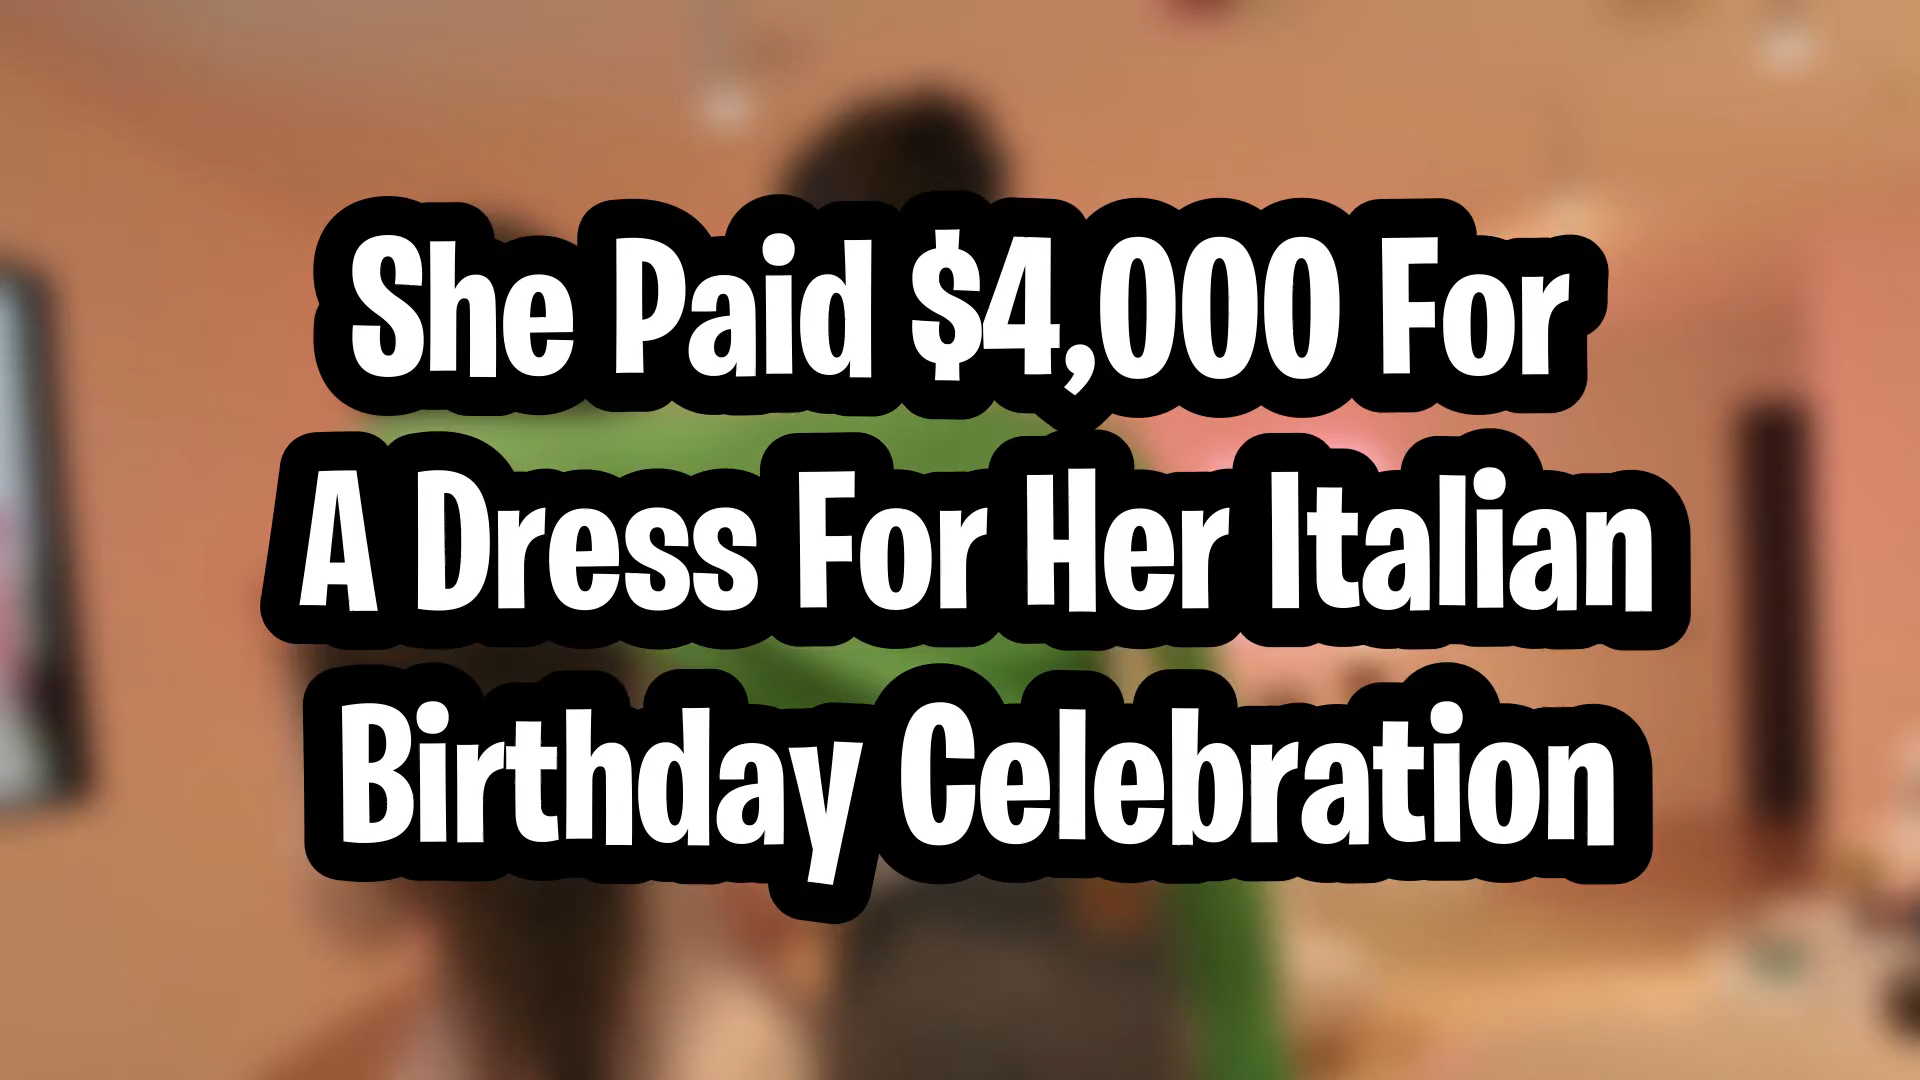 She Paid $4,000 For
A Dress For Her Italian
Birthday Celebration